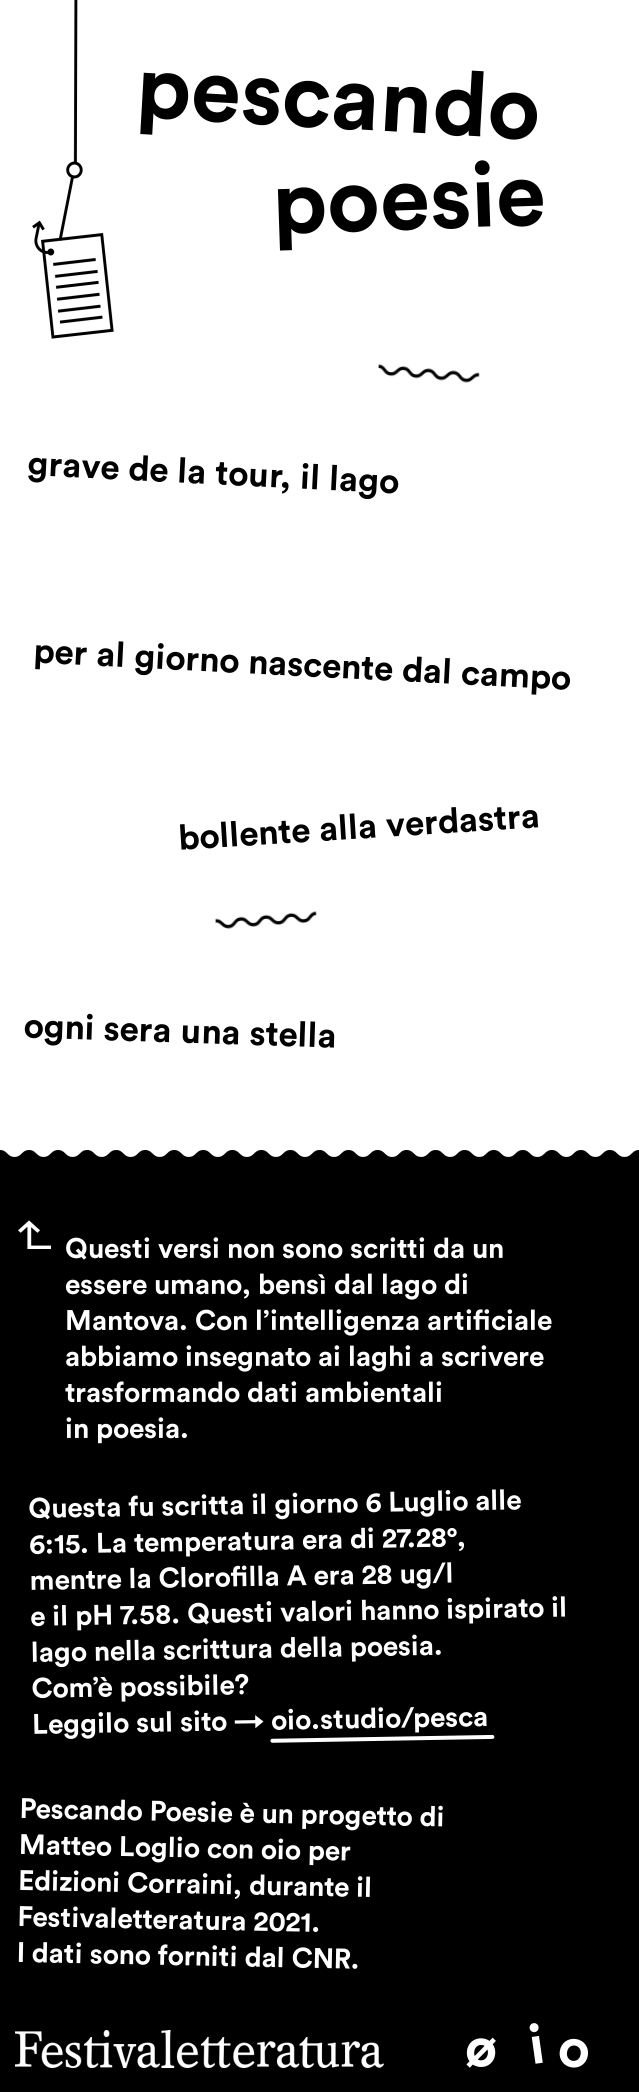 pescando
poesie
grave de la tour, il lago
per al giorno nascente dal campo
bollente alla verdastra
ogni sera una stella
Questi versi non sono scritti da un
essere umano, bensì dal lago di
Mantova. Con l’intelligenza artificiale
abbiamo insegnato ai laghi a scrivere
trasformando dati ambientali
in poesia.
Questa fu scritta il giorno 6 Luglio alle
6:15. La temperatura era di 27.28°,
mentre la Clorofilla A era 28 ug/l
e il pH 7.58. Questi valori hanno ispirato il
lago nella scrittura della poesia.
Com’è possibile?
Leggilo sul sito → oio.studio/pesca
Pescando Poesie è un progetto di
Matteo Loglio con oio per
Edizioni Corraini, durante il
Festivaletteratura 2021.
I dati sono forniti dal CNR.
Festivaletteratura ø i o